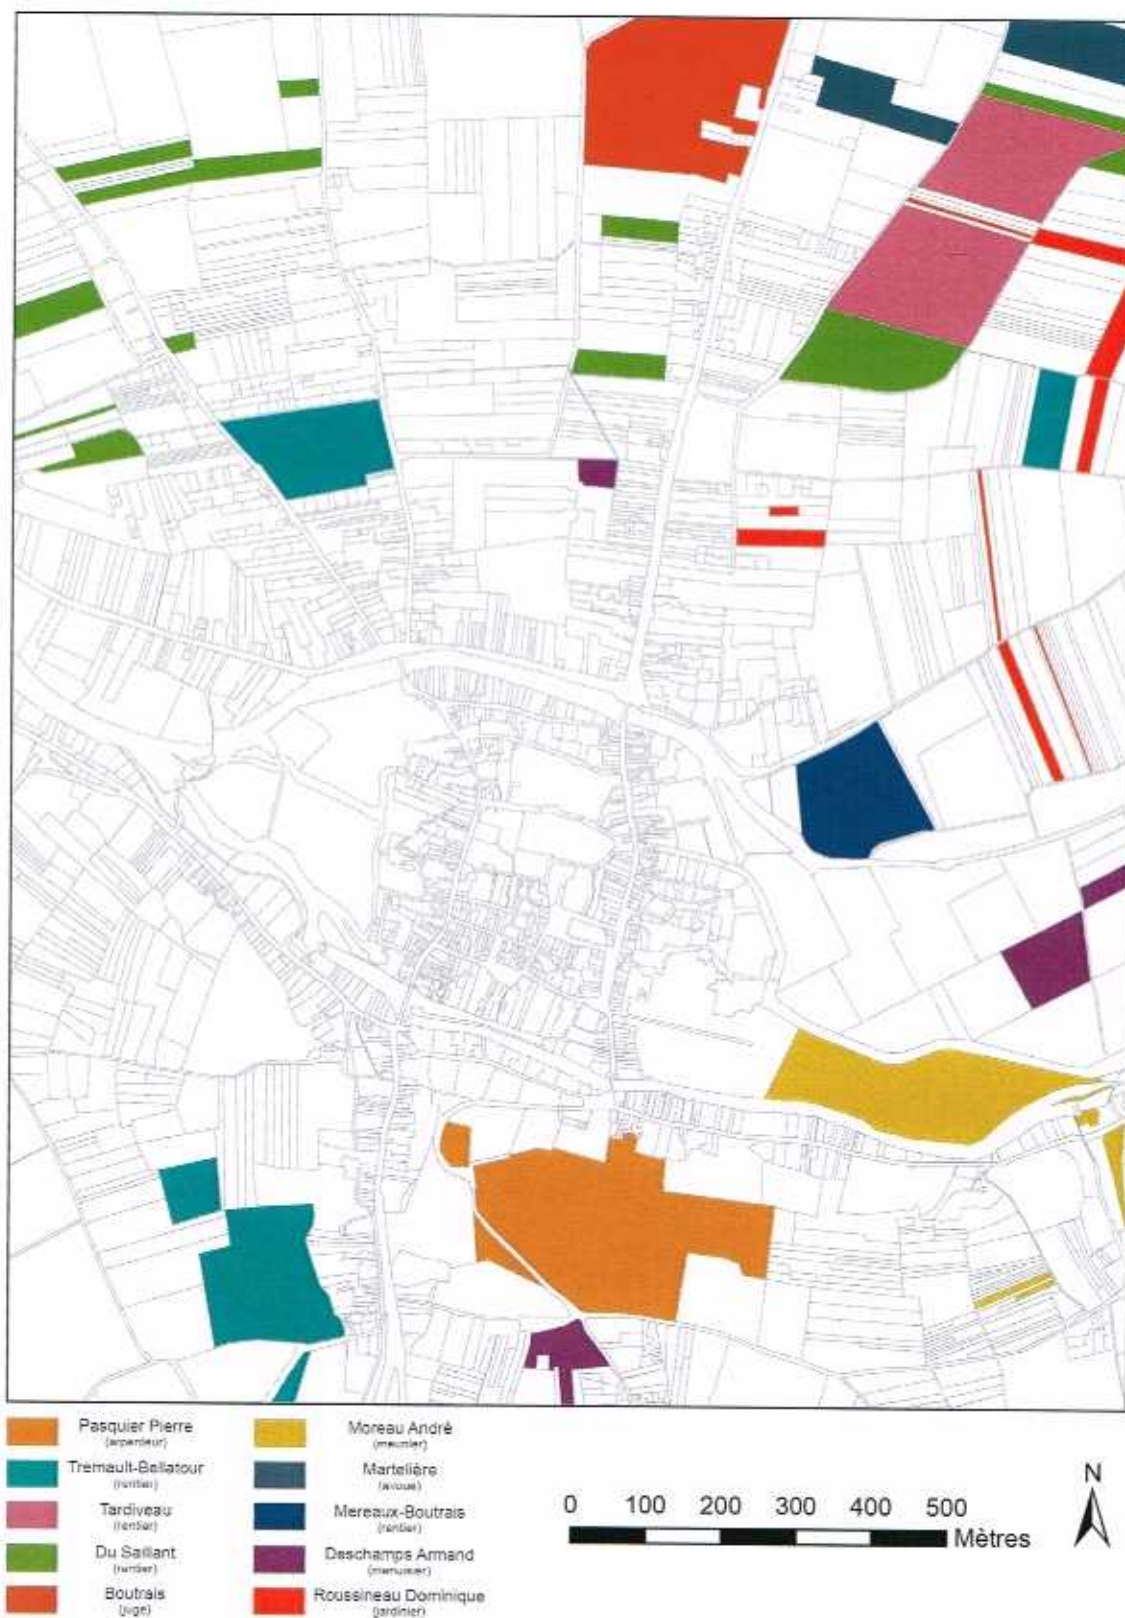 Pasquier Pierre
(arpenteur)
Tremault-Bellatour
(rentier)
Tardiveau
(rentier)
Du Saillant
(rentier)
Boutrais
(juge)
Moreau André
(meunier)
Martelière
(avoué)
Mereaux-Boutrais
(rentier)
Deschamps Armand
(menuisier)
Roussineau Dominique
(jardinier)
0 100 200 300 400 500
Mètres
N